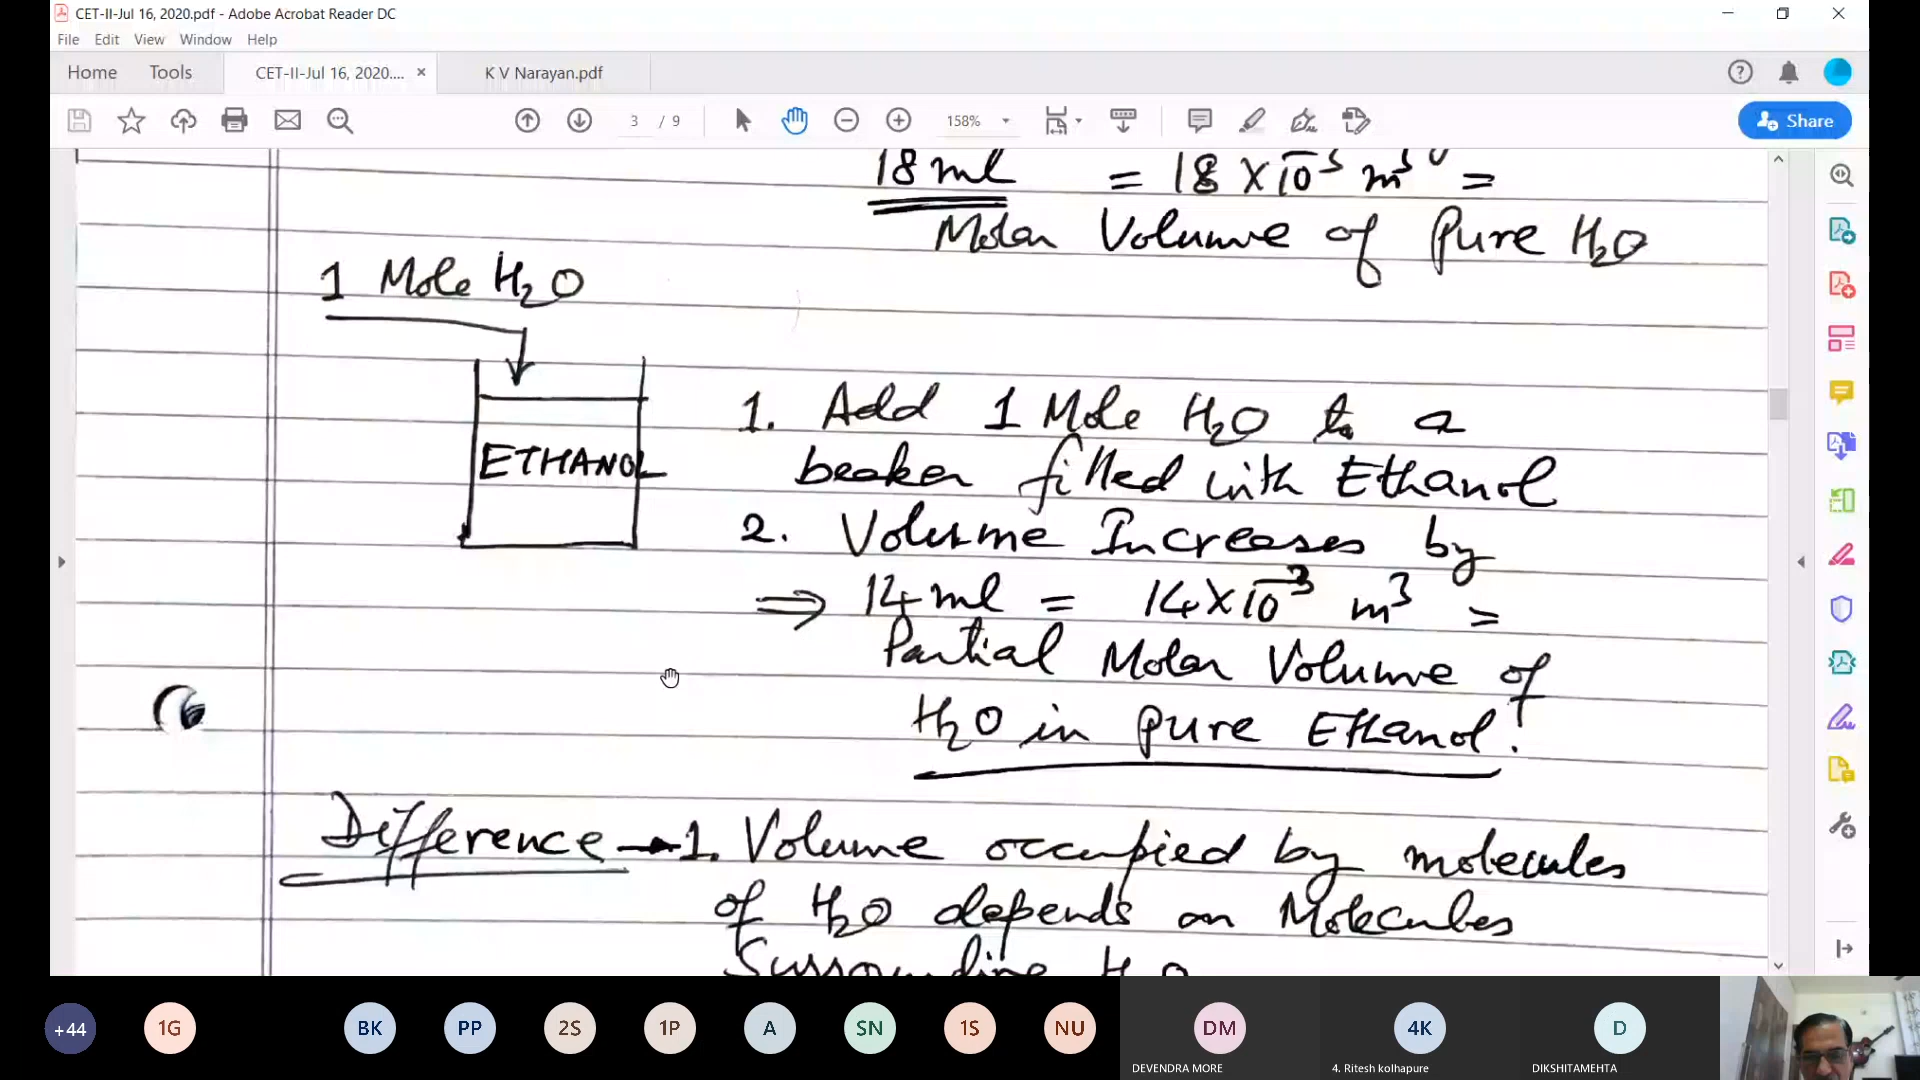 CET-II-Jul 16, 2020.pdf - Adobe Acrobat Reader DC
File Edit View Window Help
Home Tools CET-II-Jul 16, 2020.... × K V Narayan.pdf
3 / 9 158% Share
18 ml = 18 × 10⁻³ m³ =
Molar Volume of Pure H₂O
1 Mole H₂O
1. Add 1 Mole H₂O to a
ETHANOL
beaker filled with Ethanol
2. Volume Increases by
⇒ 14 ml = 14 × 10⁻³ m³ =
Partial Molar Volume of
H₂O in pure Ethanol!
Difference → 1. Volume occupied by molecules
of H₂O depends on Molecules
Surrounding H₂O
+44 1G BK PP 2S 1P A SN 1S NU DM 4K D
DEVENDRA MORE 4. Ritesh kolhapure DIKSHITAMEHTA